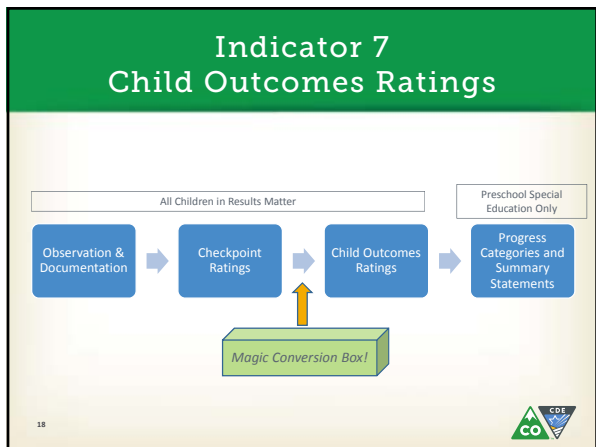 Indicator 7
Child Outcomes Ratings
All Children in Results Matter
Preschool Special
Education Only
Observation &
Documentation
Checkpoint
Ratings
Child Outcomes
Ratings
Progress
Categories and
Summary
Statements
Magic Conversion Box!
18
CO
CDE